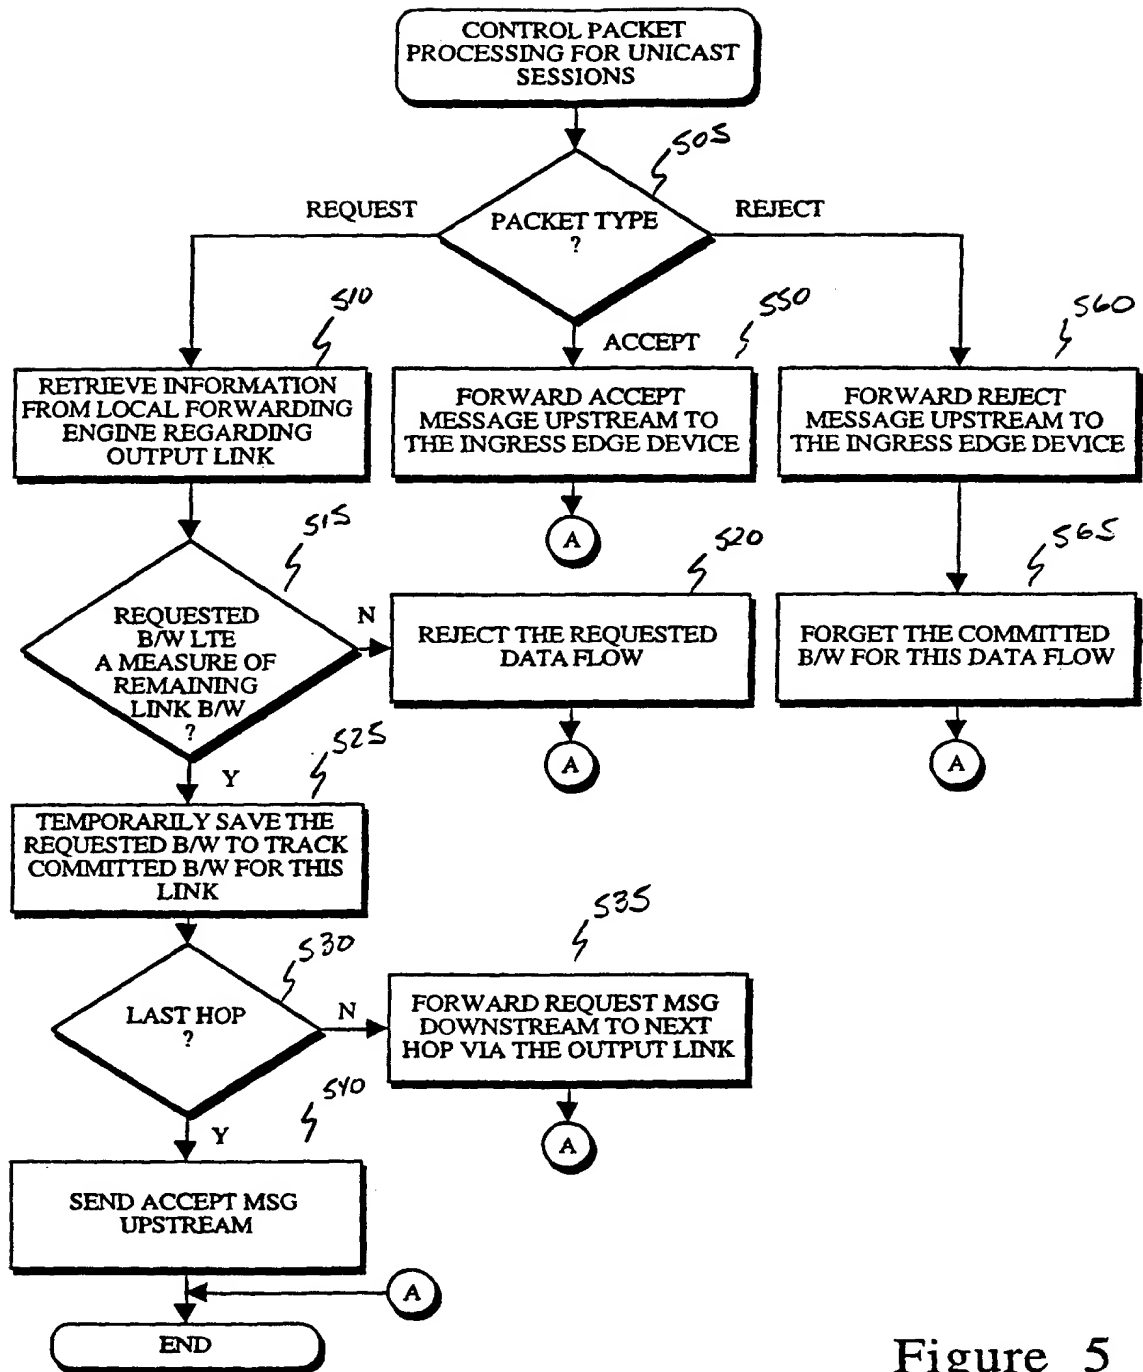 CONTROL PACKET
PROCESSING FOR UNICAST
SESSIONS
505
REQUEST
PACKET TYPE
?
REJECT
510
550
560
ACCEPT
RETRIEVE INFORMATION
FROM LOCAL FORWARDING
ENGINE REGARDING
OUTPUT LINK
FORWARD ACCEPT
MESSAGE UPSTREAM TO
THE INGRESS EDGE DEVICE
FORWARD REJECT
MESSAGE UPSTREAM TO
THE INGRESS EDGE DEVICE
A
515
520
565
REQUESTED
B/W LTE
A MEASURE OF
REMAINING
LINK B/W
?
N
REJECT THE REQUESTED
DATA FLOW
FORGET THE COMMITTED
B/W FOR THIS DATA FLOW
A
A
Y
525
TEMPORARILY SAVE THE
REQUESTED B/W TO TRACK
COMMITTED B/W FOR THIS
LINK
530
535
LAST HOP
?
N
FORWARD REQUEST MSG
DOWNSTREAM TO NEXT
HOP VIA THE OUTPUT LINK
A
Y
540
SEND ACCEPT MSG
UPSTREAM
A
END
Figure 5